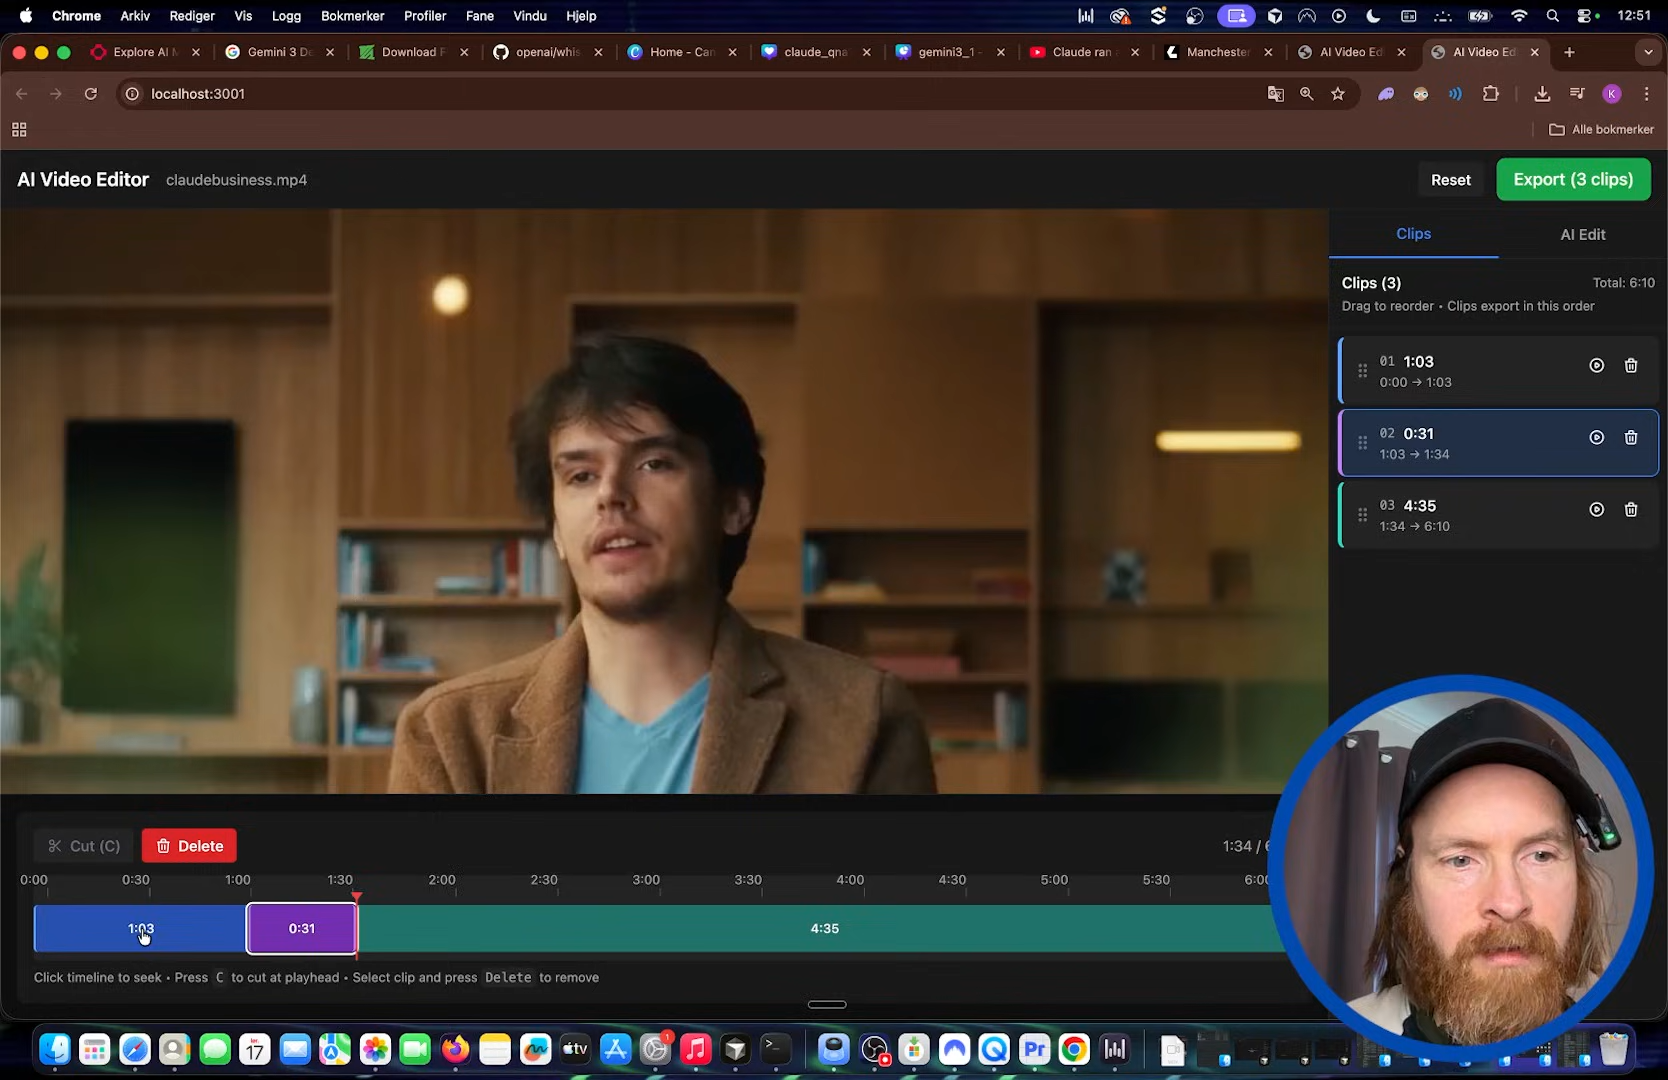 Chrome Arkiv Rediger Vis Logg Bokmerker Profiler Fane Vindu Hjelp 12:51
Explore AI M Gemini 3 De Download F openai/whis Home - Can claude_qna gemini3_1 - Claude ran Manchester AI Video Ed AI Video Ed
localhost:3001
Alle bokmerker
AI Video Editor claudebusiness.mp4 Reset Export (3 clips)
Clips AI Edit
Clips (3) Total: 6:10
Drag to reorder • Clips export in this order
01 1:03
0:00 → 1:03
02 0:31
1:03 → 1:34
03 4:35
1:34 → 6:10
Cut (C) Delete 1:34 / 6
0:00 0:30 1:00 1:30 2:00 2:30 3:00 3:30 4:00 4:30 5:00 5:30 6:00
1:03 0:31 4:35
Click timeline to seek • Press C to cut at playhead • Select clip and press Delete to remove
17 tv 1 Pr